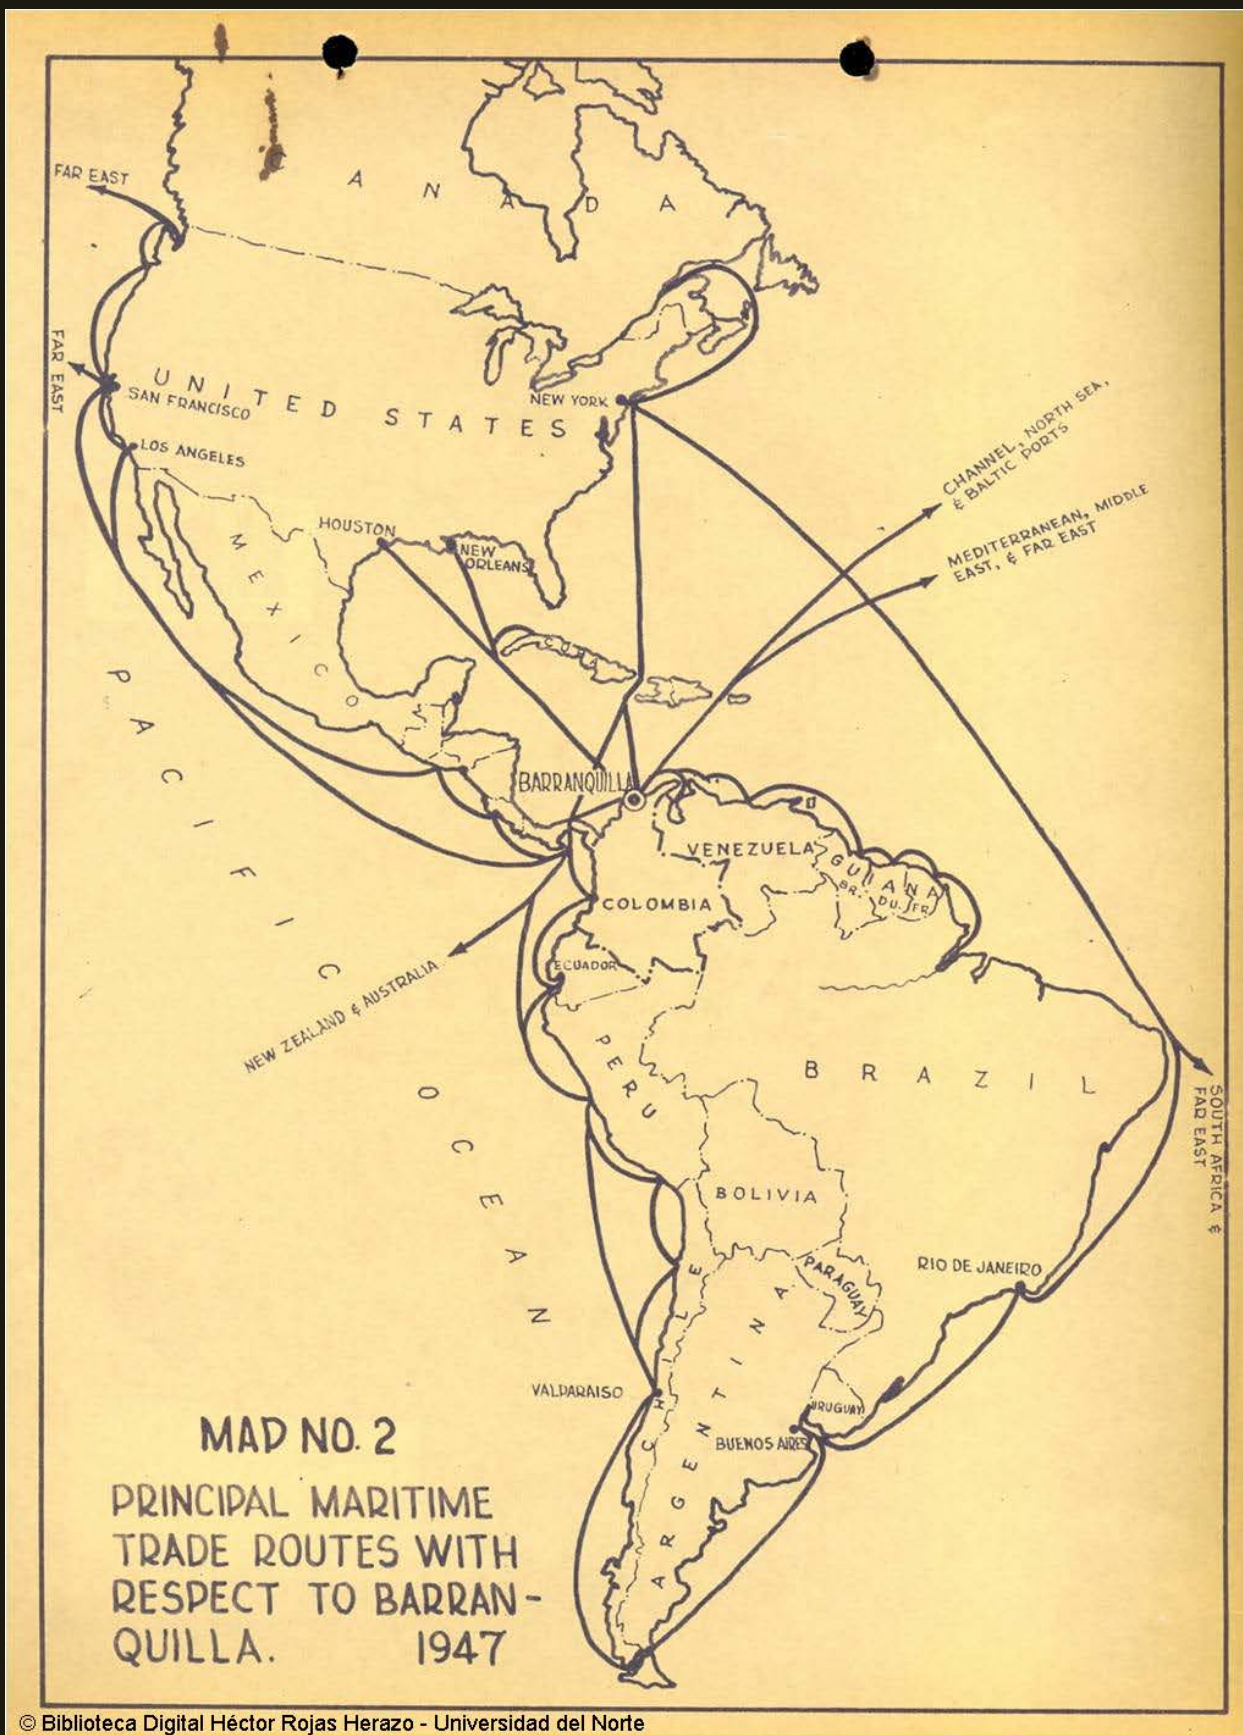 CANADA
FAR EAST
FAR EAST
UNITED STATES
SAN FRANCISCO
NEW YORK
LOS ANGELES
CHANNEL, NORTH SEA,
& BALTIC PORTS
HOUSTON
NEW
ORLEANS
MEDITERRANEAN, MIDDLE
EAST, & FAR EAST
MEXICO
CUBA
BARRANQUILLA
VENEZUELA
GUIANA
BR.
DU.
FR.
COLOMBIA
ECUADOR
NEW ZEALAND & AUSTRALIA
PACIFIC
OCEAN
PERU
BRAZIL
SOUTH AFRICA &
FAR EAST
BOLIVIA
PARAGUAY
RIO DE JANEIRO
CHILE
ARGENTINA
VALPARAISO
URUGUAY
BUENOS AIRES
MAP NO. 2
PRINCIPAL MARITIME
TRADE ROUTES WITH
RESPECT TO BARRAN-
QUILLA. 1947
© Biblioteca Digital Héctor Rojas Herazo - Universidad del Norte